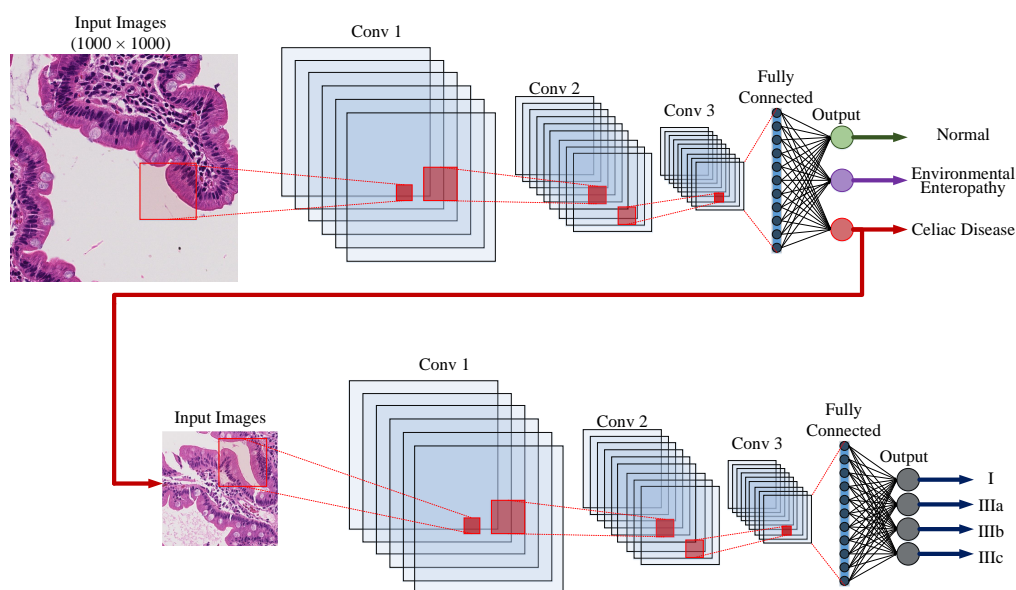 Input Images
(1000 × 1000)
Conv 1
Conv 2
Conv 3
Fully
Connected
Output
Normal
Environmental
Enteropathy
Celiac Disease
Input Images
Conv 1
Conv 2
Conv 3
Fully
Connected
Output
I
IIIa
IIIb
IIIc